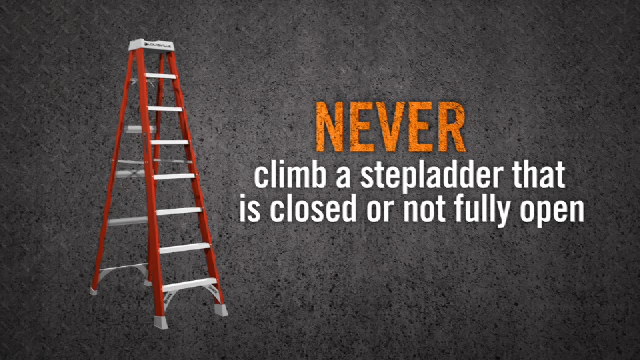 NEVER
climb a stepladder that
is closed or not fully open